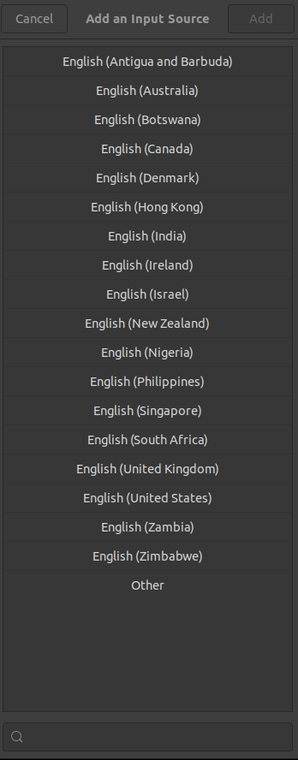 Cancel
Add an Input Source
Add
English (Antigua and Barbuda)
English (Australia)
English (Botswana)
English (Canada)
English (Denmark)
English (Hong Kong)
English (India)
English (Ireland)
English (Israel)
English (New Zealand)
English (Nigeria)
English (Philippines)
English (Singapore)
English (South Africa)
English (United Kingdom)
English (United States)
English (Zambia)
English (Zimbabwe)
Other